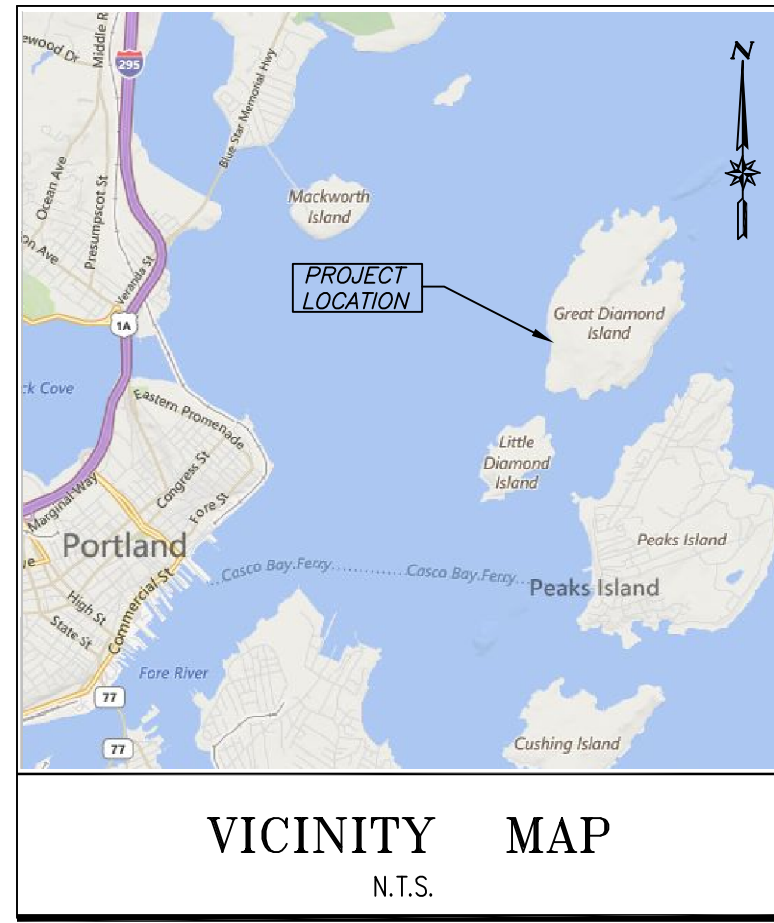 ewood Dr
Middle R
295
Blue Star Memorial Hwy
N
Ocean Ave
Presumpscot St
Mackworth
Island
on Ave
Veranda St
PROJECT
LOCATION
Great Diamond
Island
1A
ck Cove
Eastern Promenade
Congress St
Fore St
Little
Diamond
Island
Marginal Way
Portland
Peaks Island
ve
Casco Bay Ferry
Casco Bay Ferry
Peaks Island
High St
State St
Commercial St
Fore River
77
77
Cushing Island
VICINITY MAP
N.T.S.